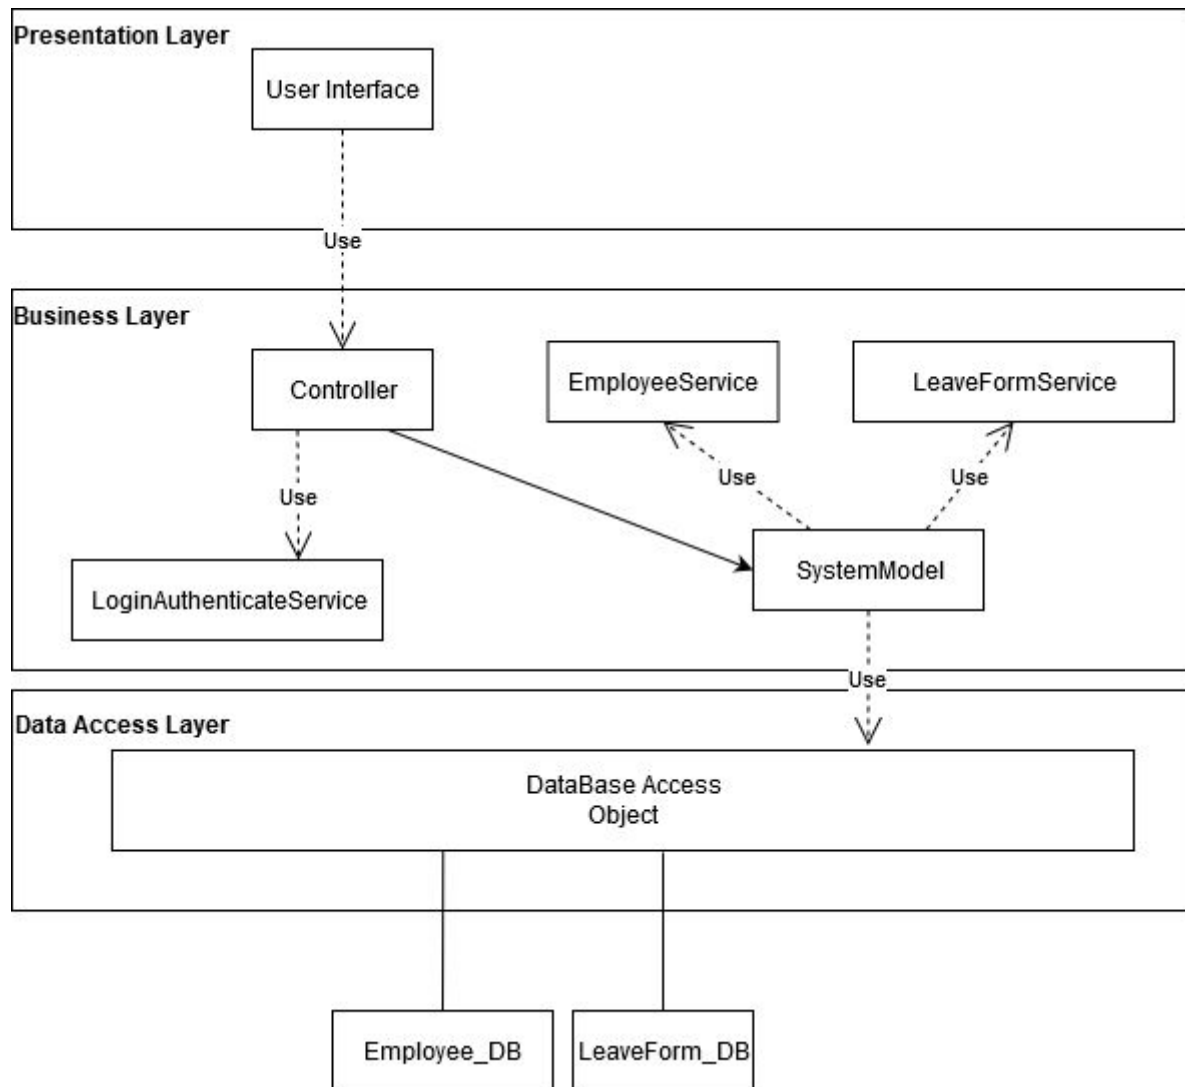 Presentation Layer
User Interface
Use
Business Layer
Controller
EmployeeService
LeaveFormService
Use
Use
Use
LoginAuthenticateService
SystemModel
Use
Data Access Layer
DataBase Access
Object
Employee_DB
LeaveForm_DB